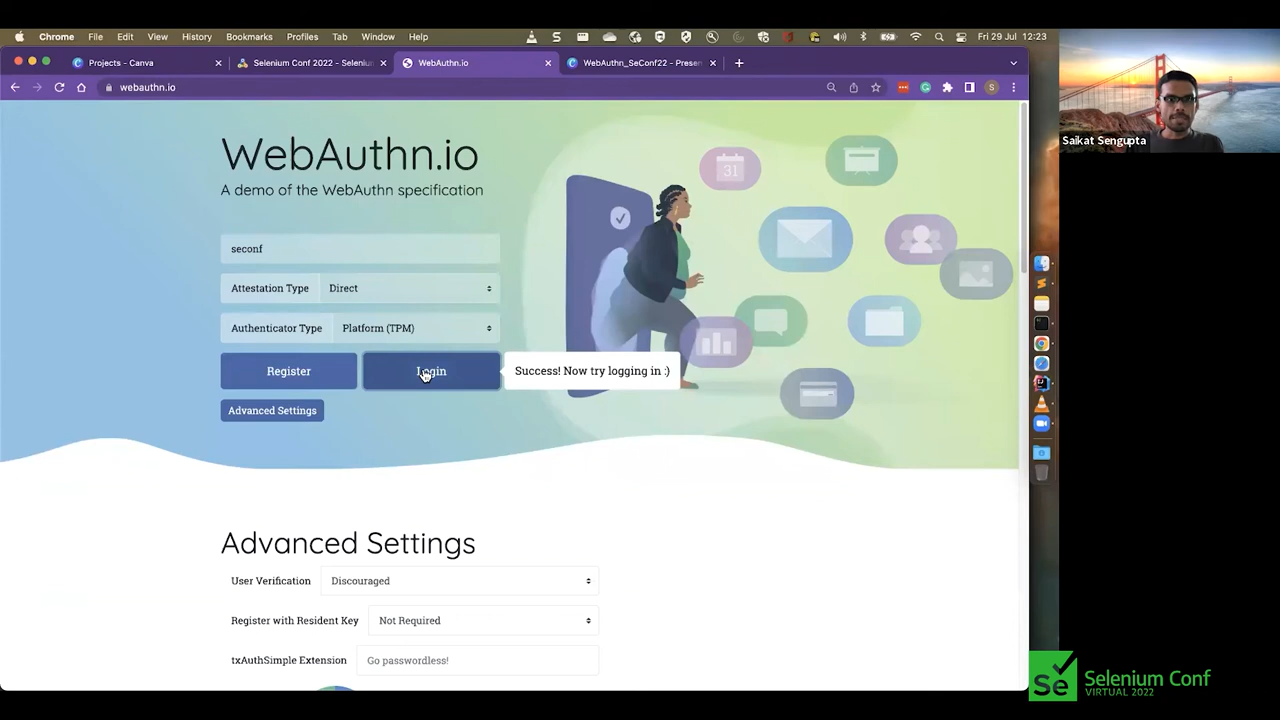 Chrome File Edit View History Bookmarks Profiles Tab Window Help Fri 29 Jul 12:23
Projects - Canva
Selenium Conf 2022 - Selenium
WebAuthn.io
WebAuthn_SeConf22 - Presen
webauthn.io
S
Saikat Sengupta
WebAuthn.io
A demo of the WebAuthn specification
31
seconf
Attestation Type Direct
Authenticator Type Platform (TPM)
Register
Login
Success! Now try logging in :)
Advanced Settings
Advanced Settings
User Verification Discouraged
Register with Resident Key Not Required
txAuthSimple Extension Go passwordless!
Se Selenium Conf
VIRTUAL 2022